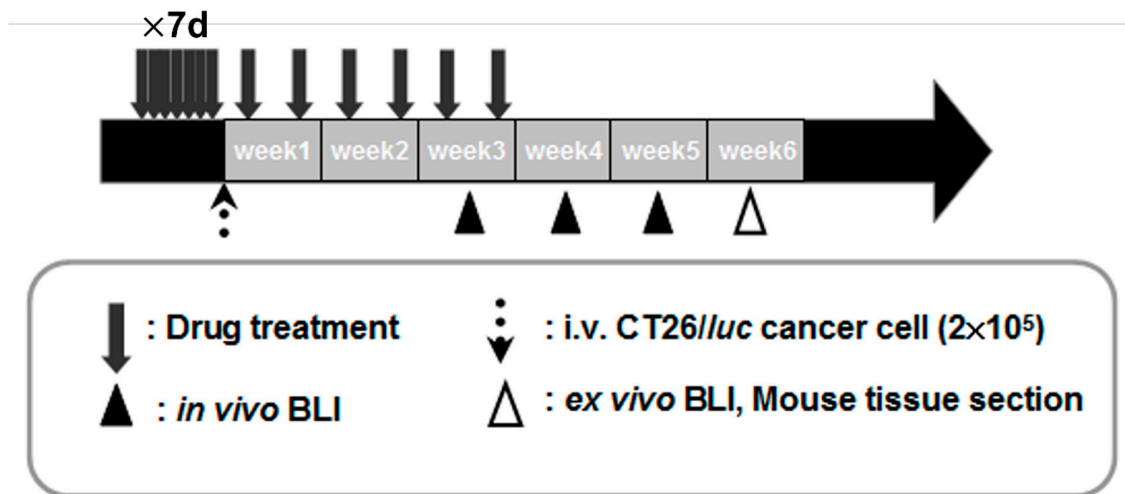 ×7d
week1 week2 week3 week4 week5 week6
: Drug treatment
: i.v. CT26//luc cancer cell (2×10⁵)
: in vivo BLI
: ex vivo BLI, Mouse tissue section